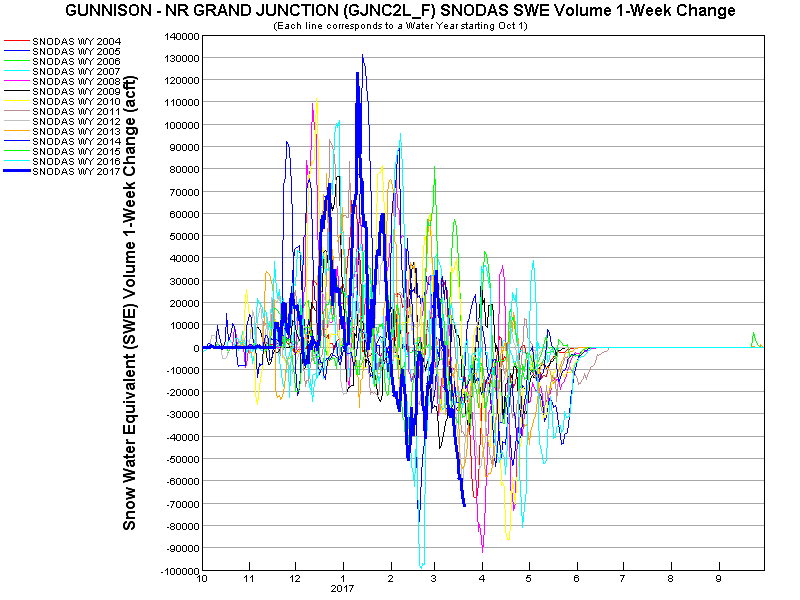 GUNNISON - NR GRAND JUNCTION (GJNC2L_F) SNODAS SWE Volume 1-Week Change
(Each line corresponds to a Water Year starting Oct 1)
SNODAS WY 2004
SNODAS WY 2005
SNODAS WY 2006
SNODAS WY 2007
SNODAS WY 2008
SNODAS WY 2009
SNODAS WY 2010
SNODAS WY 2011
SNODAS WY 2012
SNODAS WY 2013
SNODAS WY 2014
SNODAS WY 2015
SNODAS WY 2016
SNODAS WY 2017
Snow Water Equivalent (SWE) Volume 1-Week Change (acft)
140000
130000
120000
110000
100000
90000
80000
70000
60000
50000
40000
30000
20000
10000
0
-10000
-20000
-30000
-40000
-50000
-60000
-70000
-80000
-90000
-100000
10 11 12 1 2 3 4 5 6 7 8 9
2017